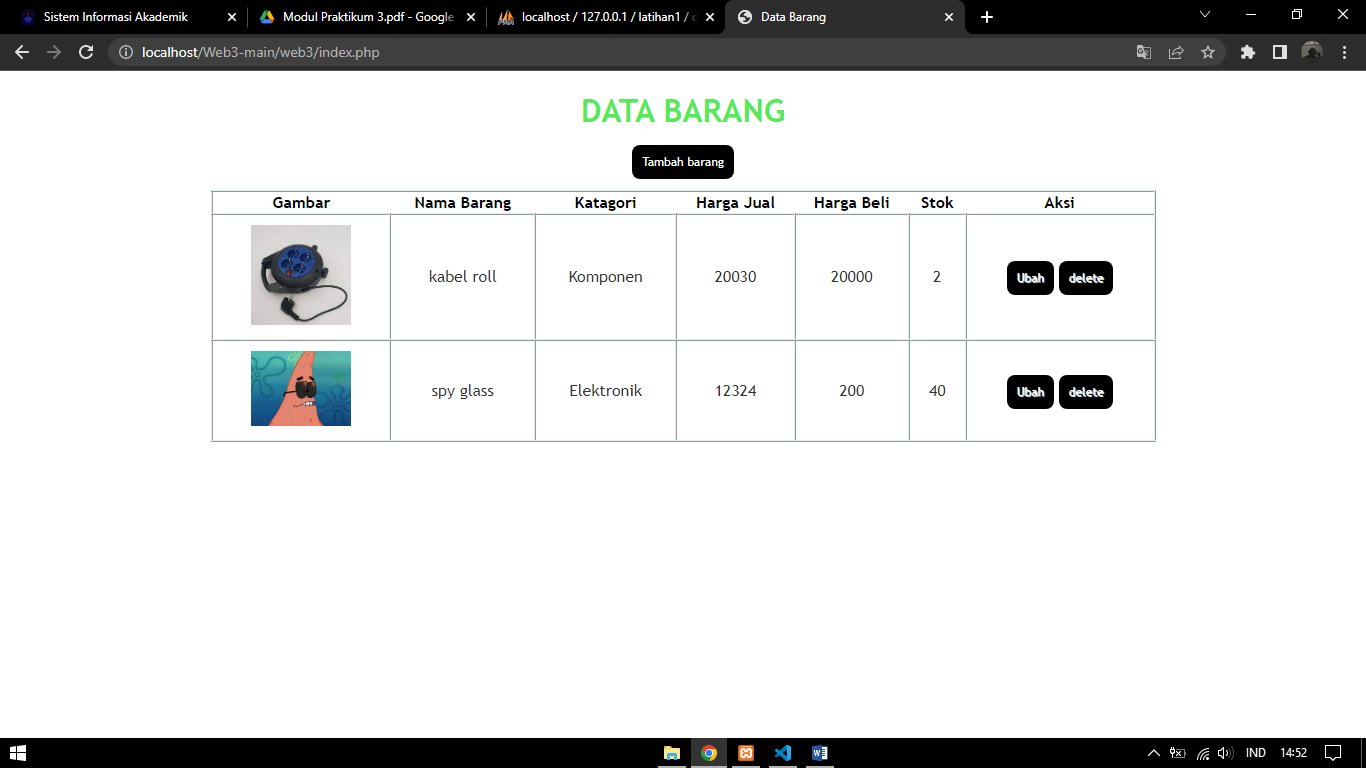 Sistem Informasi Akademik
Modul Praktikum 3.pdf - Google
localhost / 127.0.0.1 / latihan1 /
Data Barang
localhost/Web3-main/web3/index.php
DATA BARANG
Tambah barang
Gambar Nama Barang Katagori Harga Jual Harga Beli Stok Aksi
kabel roll Komponen 20030 20000 2 Ubah delete
spy glass Elektronik 12324 200 40 Ubah delete
IND 14:52